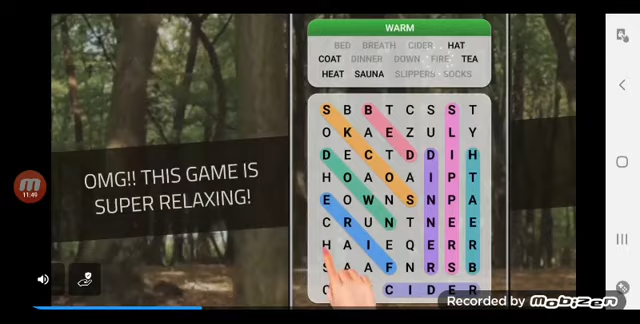 WARM
BED BREATH CIDER HAT
COAT DINNER DOWN FIRE TEA
HEAT SAUNA SLIPPERS SOCKS
S B B T C S S T
O K A E Z U L Y
D E C T D D I H
H O A O A I P T
E O W N S N P A
C R U N T N E E
H A I E Q E R R
S A A F N R S B
C I D E R
OMG!! THIS GAME IS
SUPER RELAXING!
11:49
Recorded by mobizen